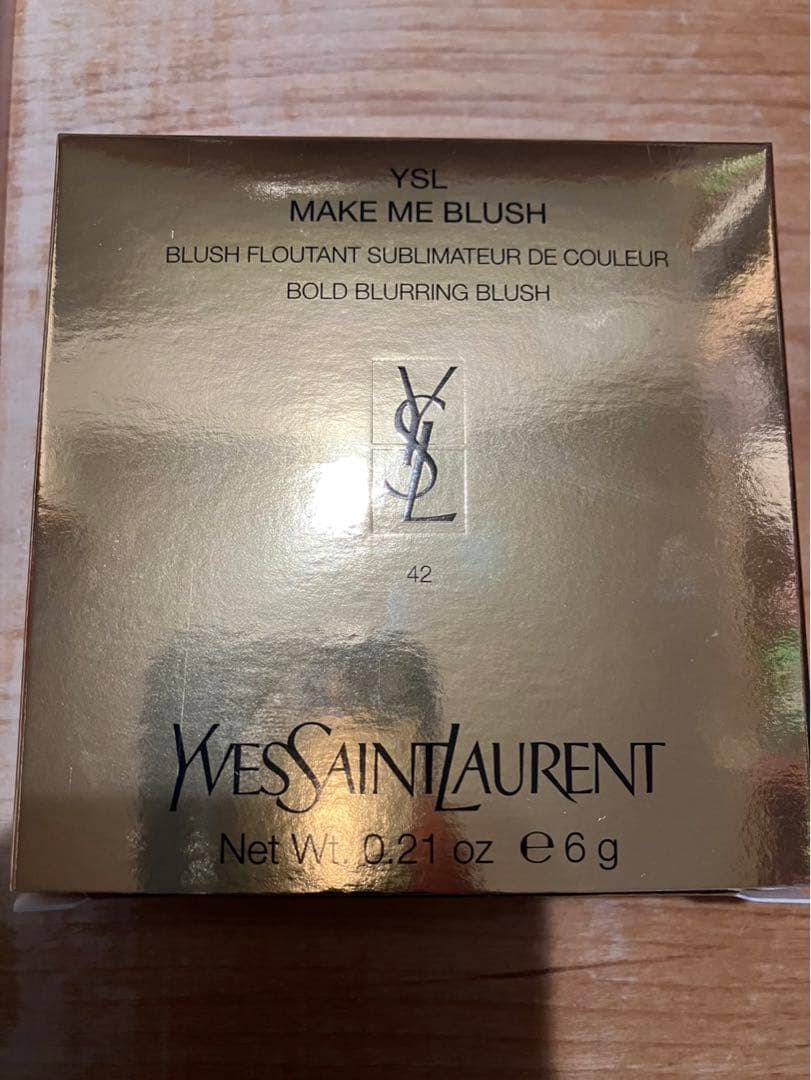 YSL
MAKE ME BLUSH
BLUSH FLOUTANT SUBLIMATEUR DE COULEUR
BOLD BLURRING BLUSH
YSL
42
YVESSAINTLAURENT
Net Wt. 0.21 oz ℮ 6 g